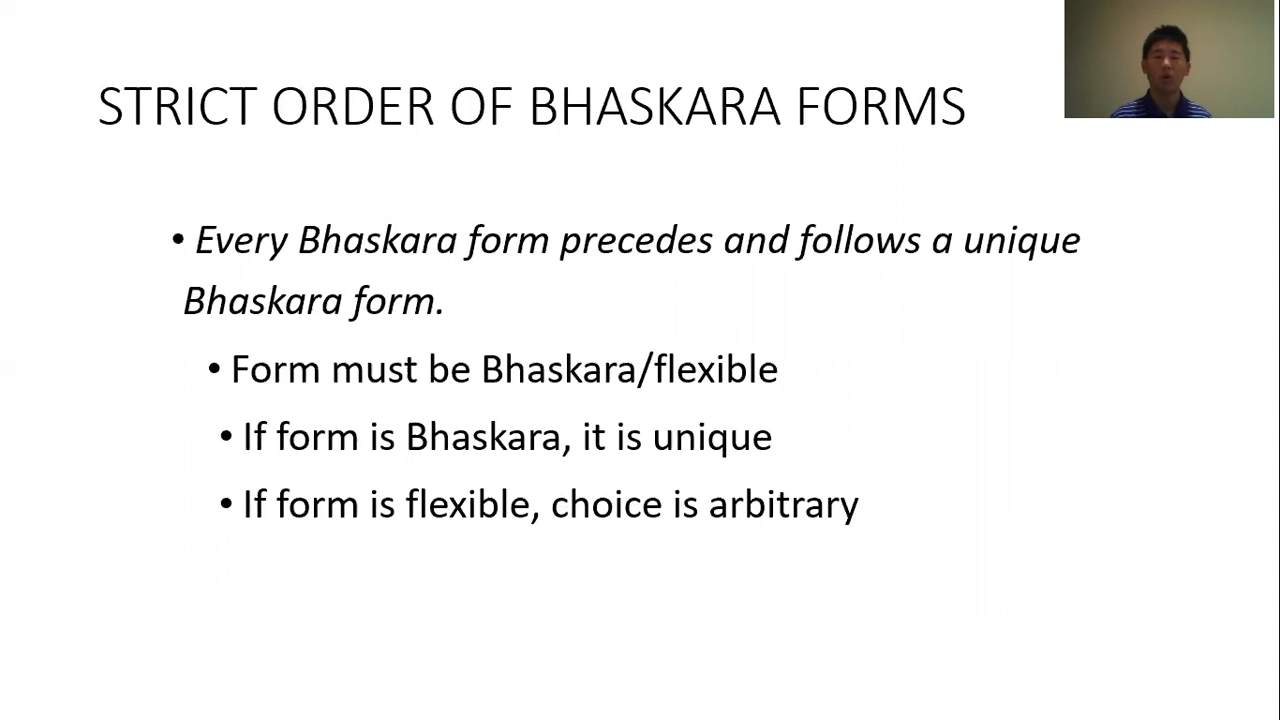 STRICT ORDER OF BHASKARA FORMS
• Every Bhaskara form precedes and follows a unique
Bhaskara form.
• Form must be Bhaskara/flexible
• If form is Bhaskara, it is unique
• If form is flexible, choice is arbitrary